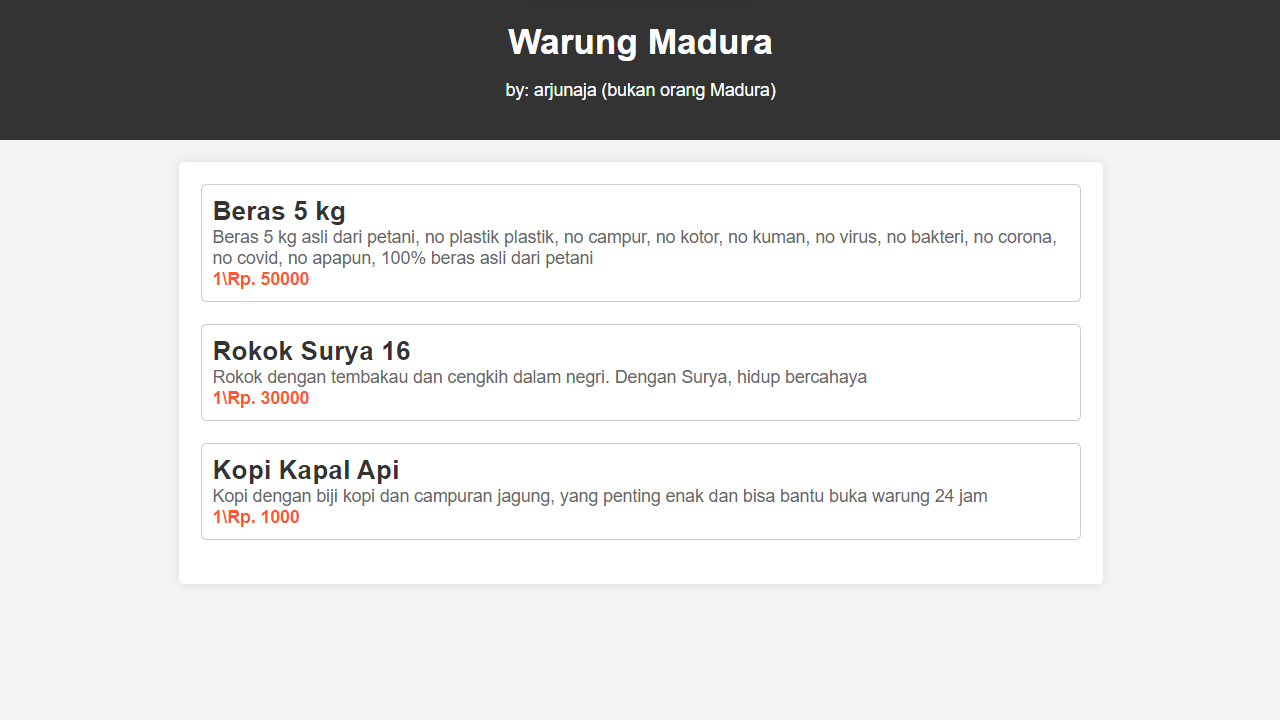 Warung Madura
by: arjunaja (bukan orang Madura)
Beras 5 kg
Beras 5 kg asli dari petani, no plastik plastik, no campur, no kotor, no kuman, no virus, no bakteri, no corona,
no covid, no apapun, 100% beras asli dari petani
1\Rp. 50000
Rokok Surya 16
Rokok dengan tembakau dan cengkih dalam negri. Dengan Surya, hidup bercahaya
1\Rp. 30000
Kopi Kapal Api
Kopi dengan biji kopi dan campuran jagung, yang penting enak dan bisa bantu buka warung 24 jam
1\Rp. 1000